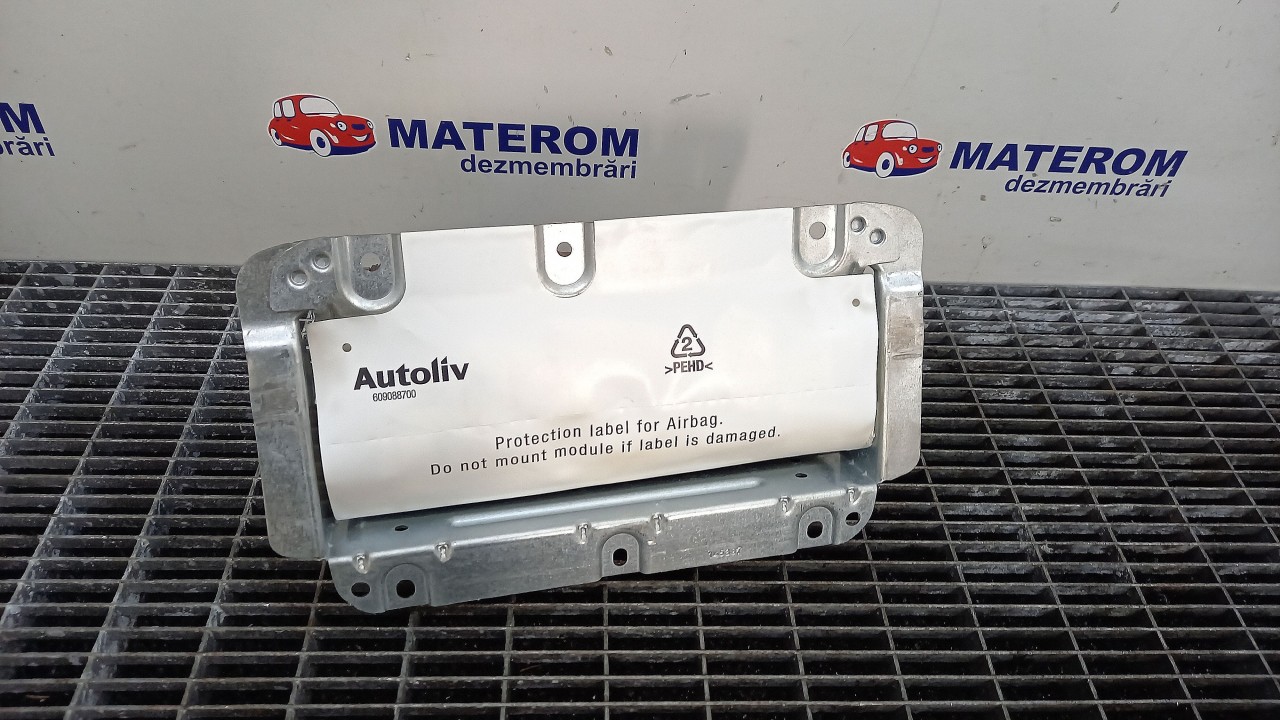 MATEROM
dezmembrări
MATEROM
dezmembrări
Autoliv
609088700
2
>PEHD<
Protection label for Airbag.
Do not mount module if label is damaged.